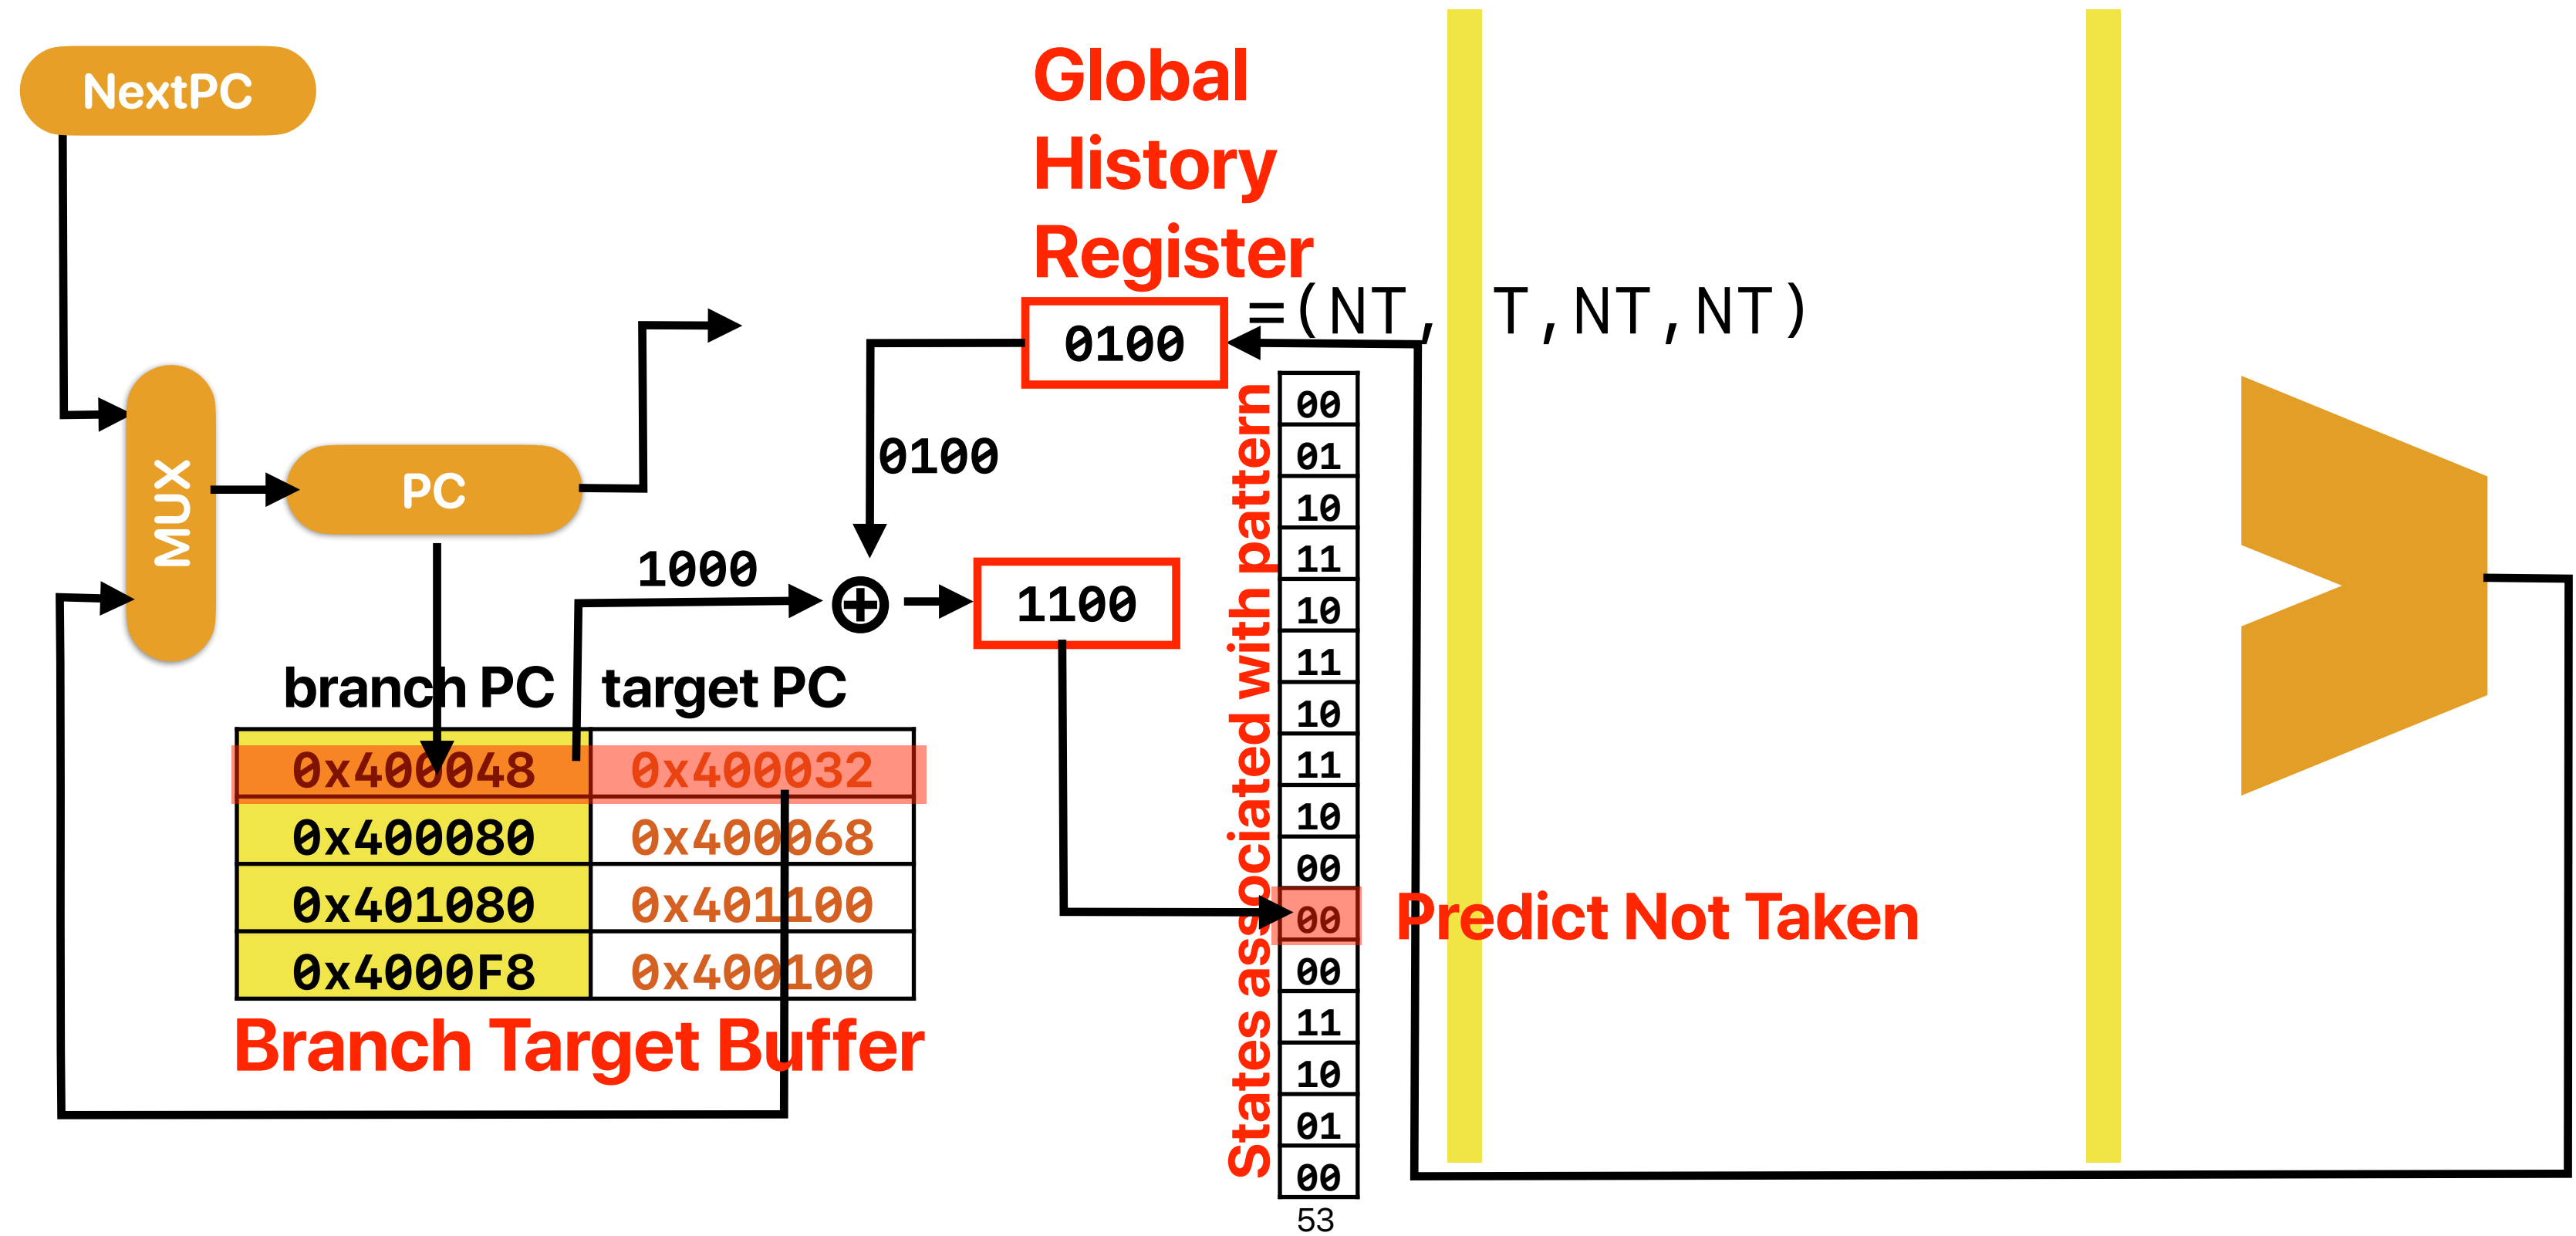 NextPC
Global
History
Register
=(NT, T,NT,NT)
0100
0100
MUX
PC
1000
1100
branch PC target PC
0x400048 0x400032
0x400080 0x400068
0x401080 0x401100
0x4000F8 0x400100
Branch Target Buffer
States associated with pattern
00
01
10
11
10
11
10
11
10
00
00
00
11
10
01
00
Predict Not Taken
53